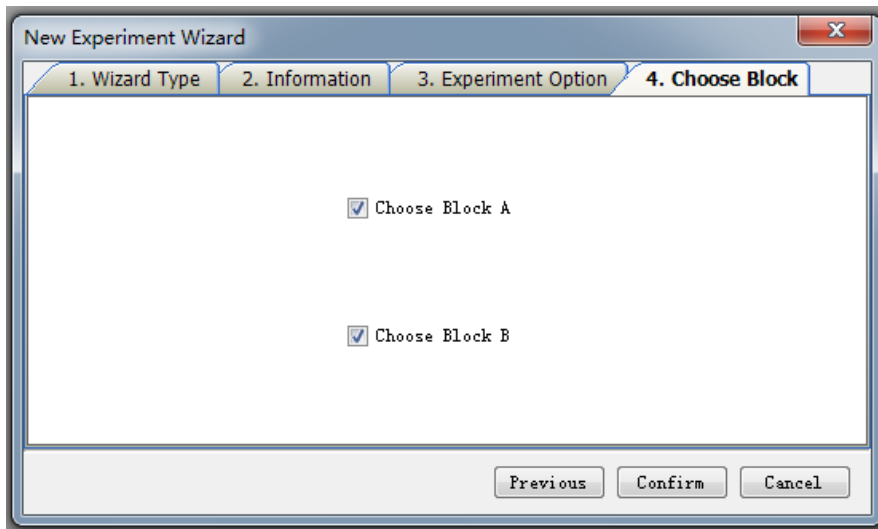 New Experiment Wizard
1. Wizard Type 2. Information 3. Experiment Option 4. Choose Block
Choose Block A
Choose Block B
Previous Confirm Cancel